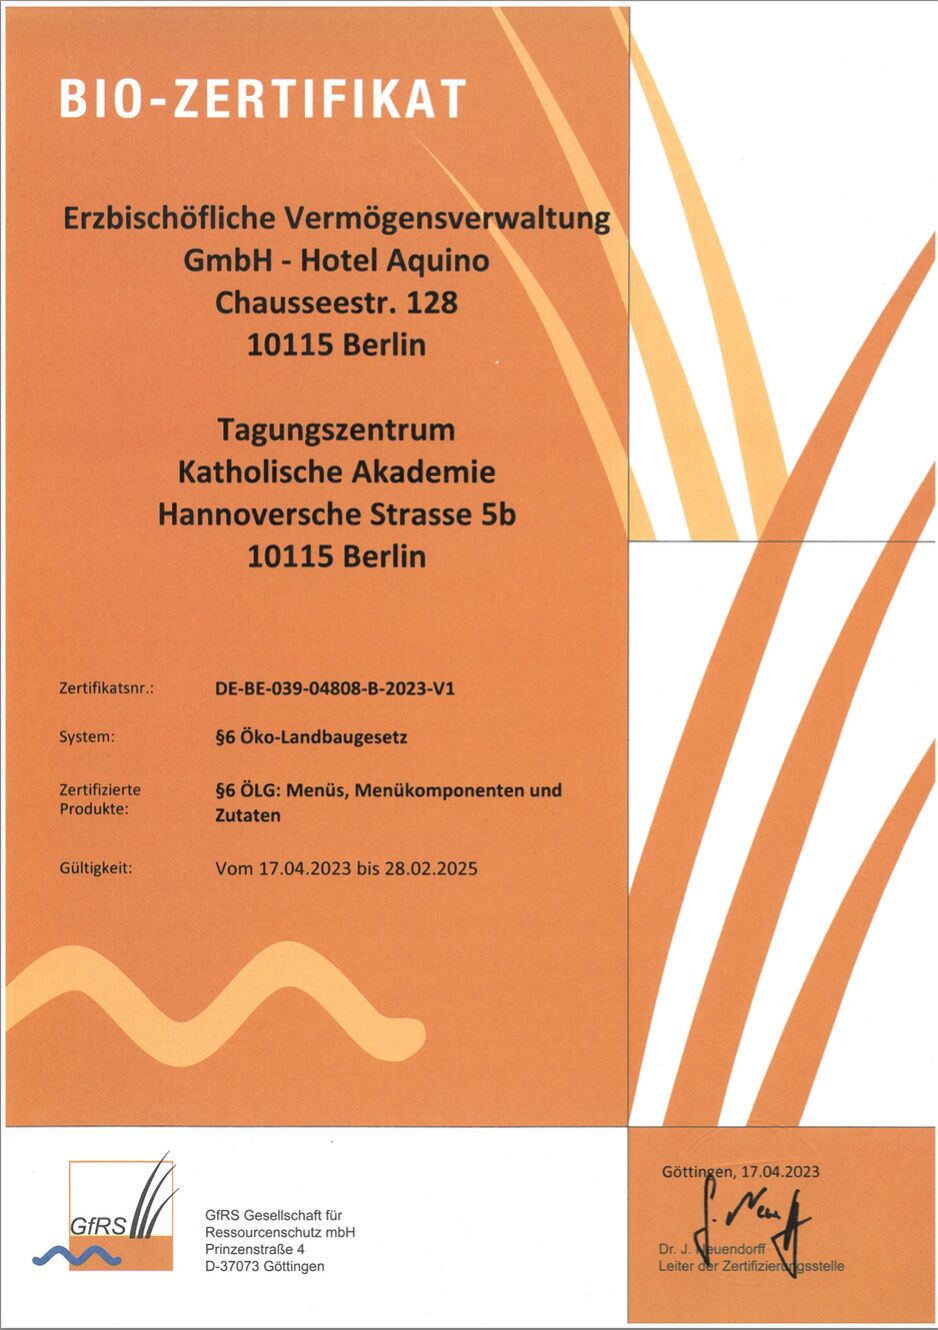 BIO-ZERTIFIKAT
Erzbischöfliche Vermögensverwaltung
GmbH - Hotel Aquino
Chausseestr. 128
10115 Berlin
Tagungszentrum
Katholische Akademie
Hannoversche Strasse 5b
10115 Berlin
Zertifikatsnr.: DE-BE-039-04808-B-2023-V1
System: §6 Öko-Landbaugesetz
Zertifizierte Produkte: §6 ÖLG: Menüs, Menükomponenten und
Zutaten
Gültigkeit: Vom 17.04.2023 bis 28.02.2025
GfRS
GfRS Gesellschaft für
Ressourcenschutz mbH
Prinzenstraße 4
D-37073 Göttingen
Göttingen, 17.04.2023
Dr. J. Neuendorff
Leiter der Zertifizierungsstelle